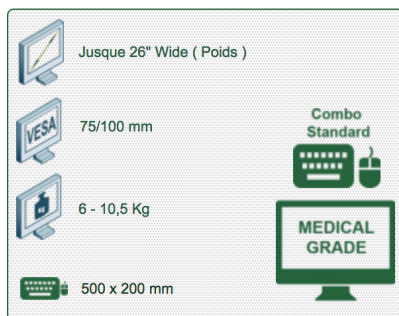 Jusque 26" Wide ( Poids )
VESA
75/100 mm
Combo
Standard
KG
6 - 10,5 Kg
MEDICAL
GRADE
500 x 200 mm